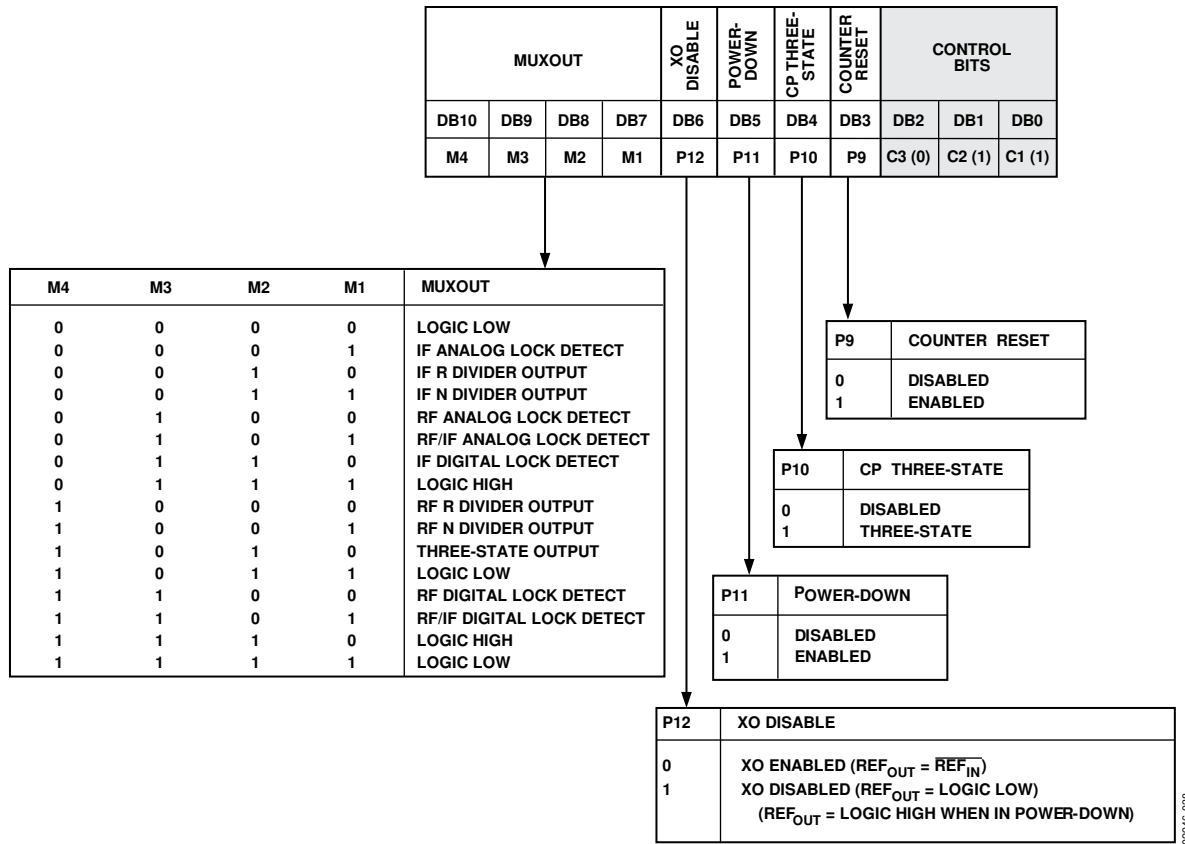 MUXOUT
XO DISABLE
POWER-DOWN
CP THREE-STATE
COUNTER RESET
CONTROL BITS
DB10 DB9 DB8 DB7 DB6 DB5 DB4 DB3 DB2 DB1 DB0
M4 M3 M2 M1 P12 P11 P10 P9 C3 (0) C2 (1) C1 (1)
M4 M3 M2 M1 MUXOUT
0 0 0 0 LOGIC LOW
0 0 0 1 IF ANALOG LOCK DETECT
0 0 1 0 IF R DIVIDER OUTPUT
0 0 1 1 IF N DIVIDER OUTPUT
0 1 0 0 RF ANALOG LOCK DETECT
0 1 0 1 RF/IF ANALOG LOCK DETECT
0 1 1 0 IF DIGITAL LOCK DETECT
0 1 1 1 LOGIC HIGH
1 0 0 0 RF R DIVIDER OUTPUT
1 0 0 1 RF N DIVIDER OUTPUT
1 0 1 0 THREE-STATE OUTPUT
1 0 1 1 LOGIC LOW
1 1 0 0 RF DIGITAL LOCK DETECT
1 1 0 1 RF/IF DIGITAL LOCK DETECT
1 1 1 0 LOGIC HIGH
1 1 1 1 LOGIC LOW
P9 COUNTER RESET
0 DISABLED
1 ENABLED
P10 CP THREE-STATE
0 DISABLED
1 THREE-STATE
P11 POWER-DOWN
0 DISABLED
1 ENABLED
P12 XO DISABLE
0 XO ENABLED (REFOUT = REFIN)
1 XO DISABLED (REFOUT = LOGIC LOW)
(REFOUT = LOGIC HIGH WHEN IN POWER-DOWN)